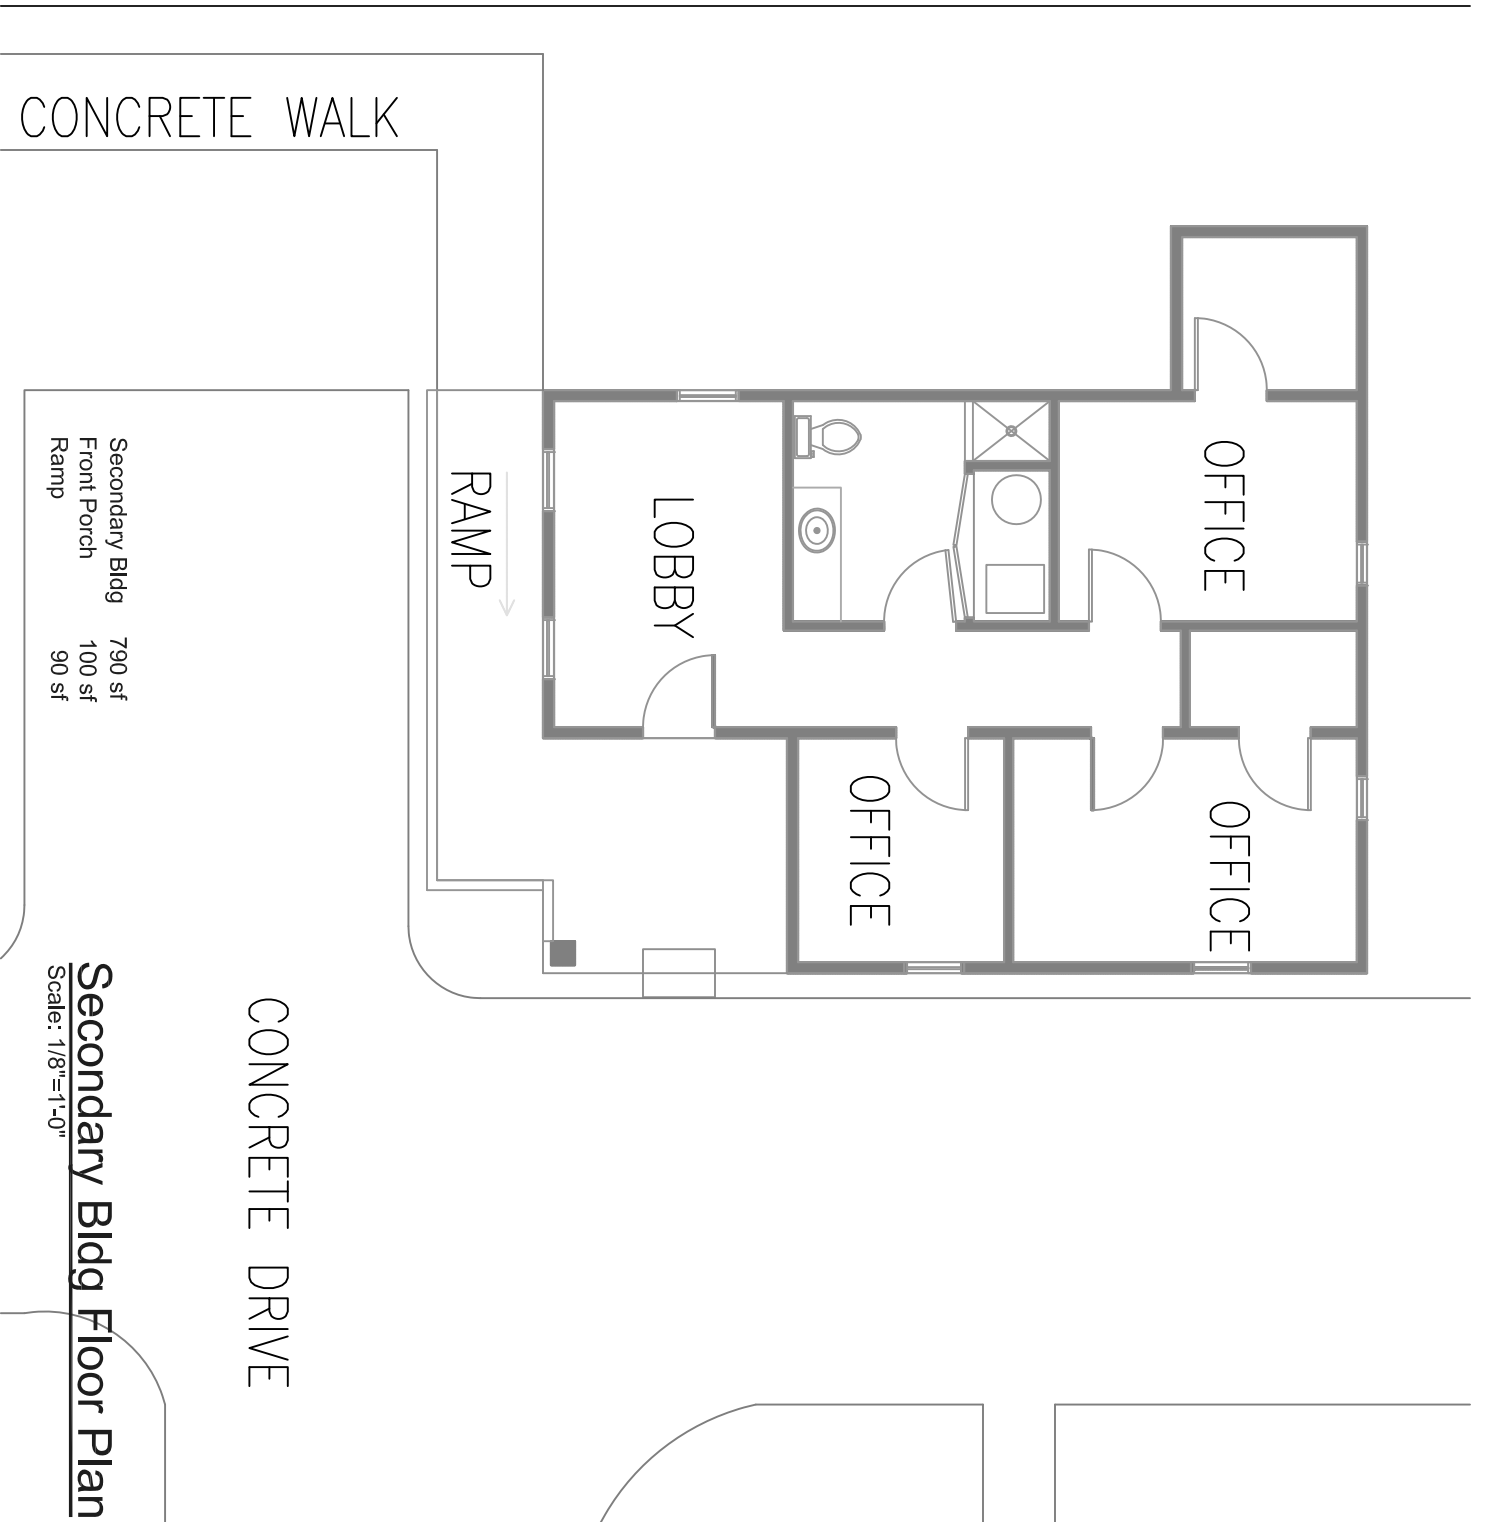 CONCRETE WALK
RAMP
LOBBY
OFFICE
OFFICE
OFFICE
Secondary Bldg 790 sf
Front Porch 100 sf
Ramp 90 sf
CONCRETE DRIVE
Secondary Bldg Floor Plan
Scale: 1/8"=1'-0"